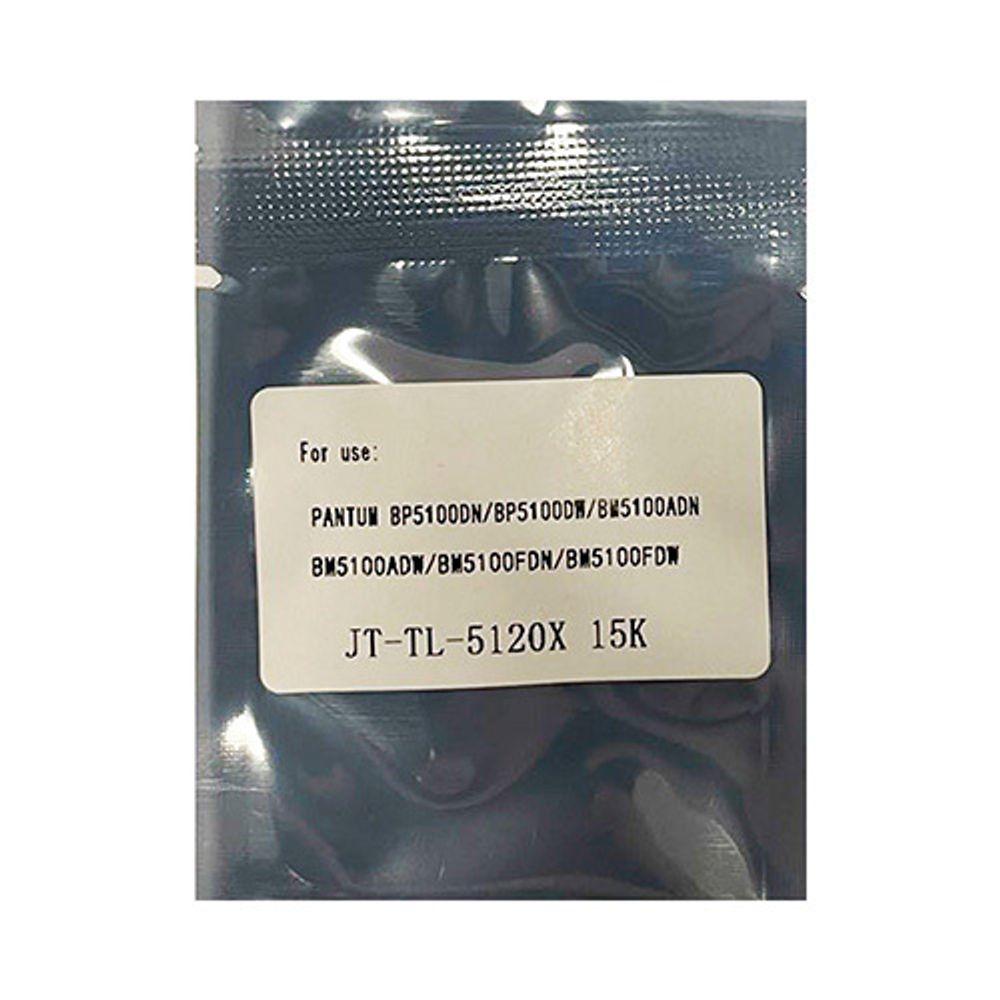 For use:
PANTUM BP5100DN/BP5100DW/BM5100ADN
BM5100ADW/BM5100FDN/BM5100FDW
JT-TL-5120X 15K